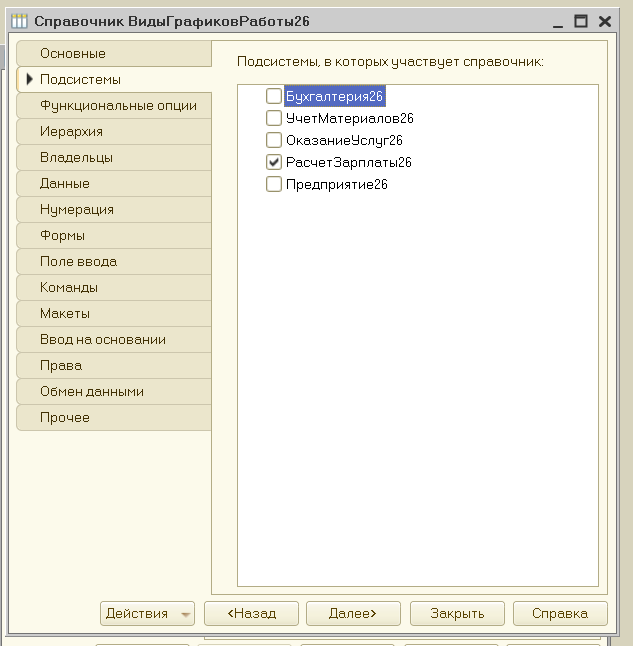 Справочник ВидыГрафиковРаботы26
Основные
Подсистемы
Функциональные опции
Иерархия
Владельцы
Данные
Нумерация
Формы
Поле ввода
Команды
Макеты
Ввод на основании
Права
Обмен данными
Прочее
Подсистемы, в которых участвует справочник:
Бухгалтерия26
УчетМатериалов26
ОказаниеУслуг26
РасчетЗарплаты26
Предприятие26
Действия
<Назад
Далее>
Закрыть
Справка